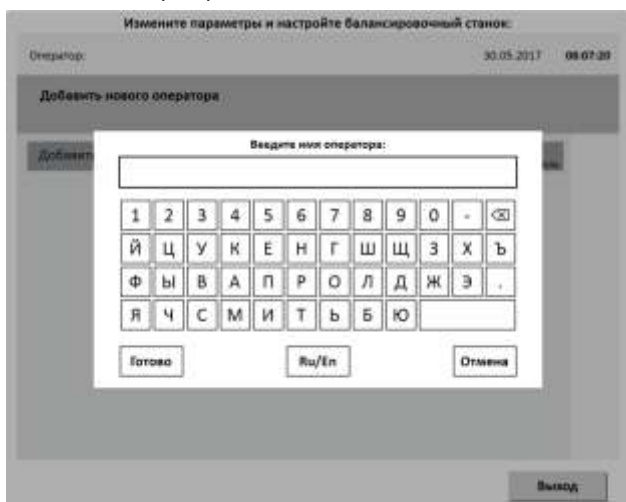 Измените параметры и настройте балансировочный станок:
Оператор: 30.05.2017 08:07:20
Добавить нового оператора
Добавить
Введите имя оператора:
1 2 3 4 5 6 7 8 9 0 - ⌫
Й Ц У К Е Н Г Ш Щ З Х Ъ
Ф Ы В А П Р О Л Д Ж Э .
Я Ч С М И Т Ь Б Ю
Готово Ru/En Отмена
Выход